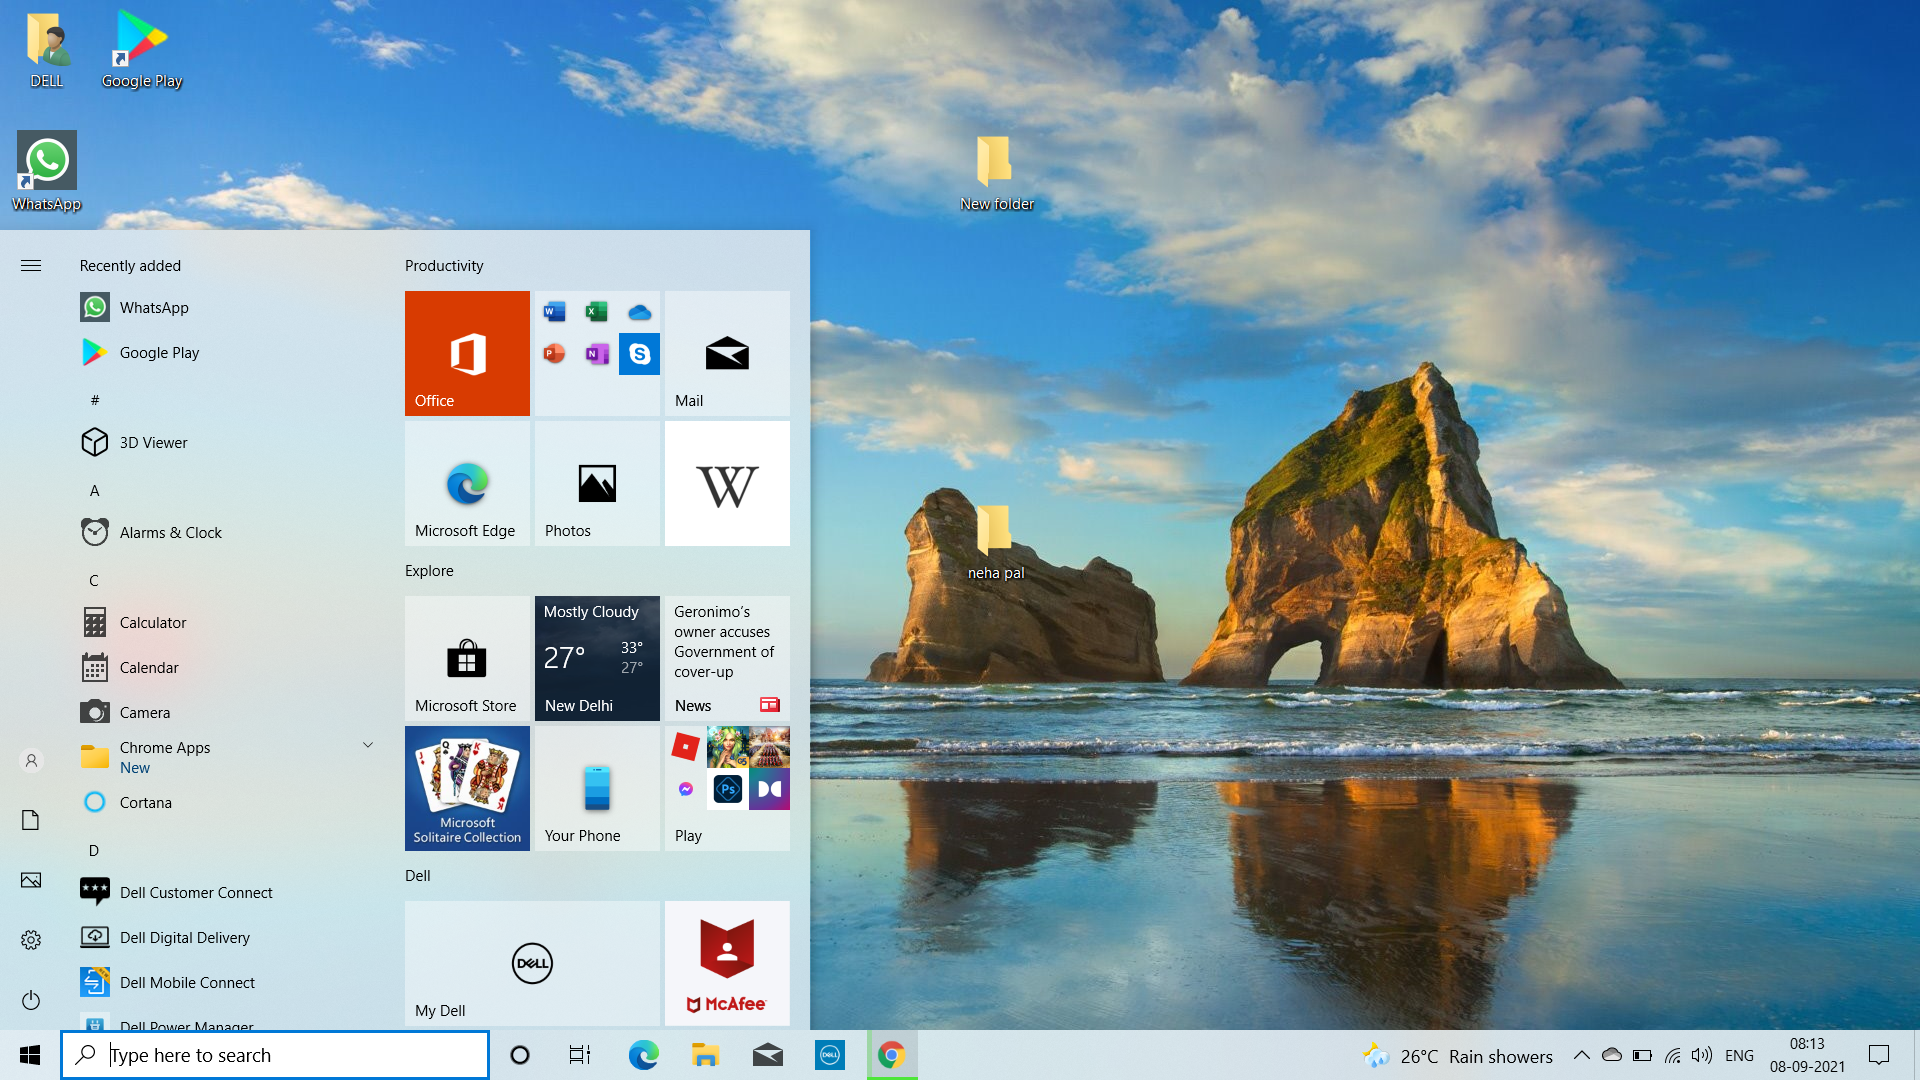 DELL
Google Play
WhatsApp
New folder
neha pal
Recently added
WhatsApp
Google Play
#
3D Viewer
A
Alarms & Clock
C
Calculator
Calendar
Camera
Chrome Apps
New
Cortana
D
Dell Customer Connect
Dell Digital Delivery
Dell Mobile Connect
Dell Power Manager
Productivity
Office
Mail
Microsoft Edge
Photos
W
Explore
Microsoft Store
Mostly Cloudy
27° 33°
27°
New Delhi
Geronimo's
owner accuses
Government of
cover-up
News
Microsoft
Solitaire Collection
Your Phone
Ps
Play
Dell
DELL
My Dell
McAfee
Type here to search
DELL
26°C Rain showers
ENG
08:13
08-09-2021